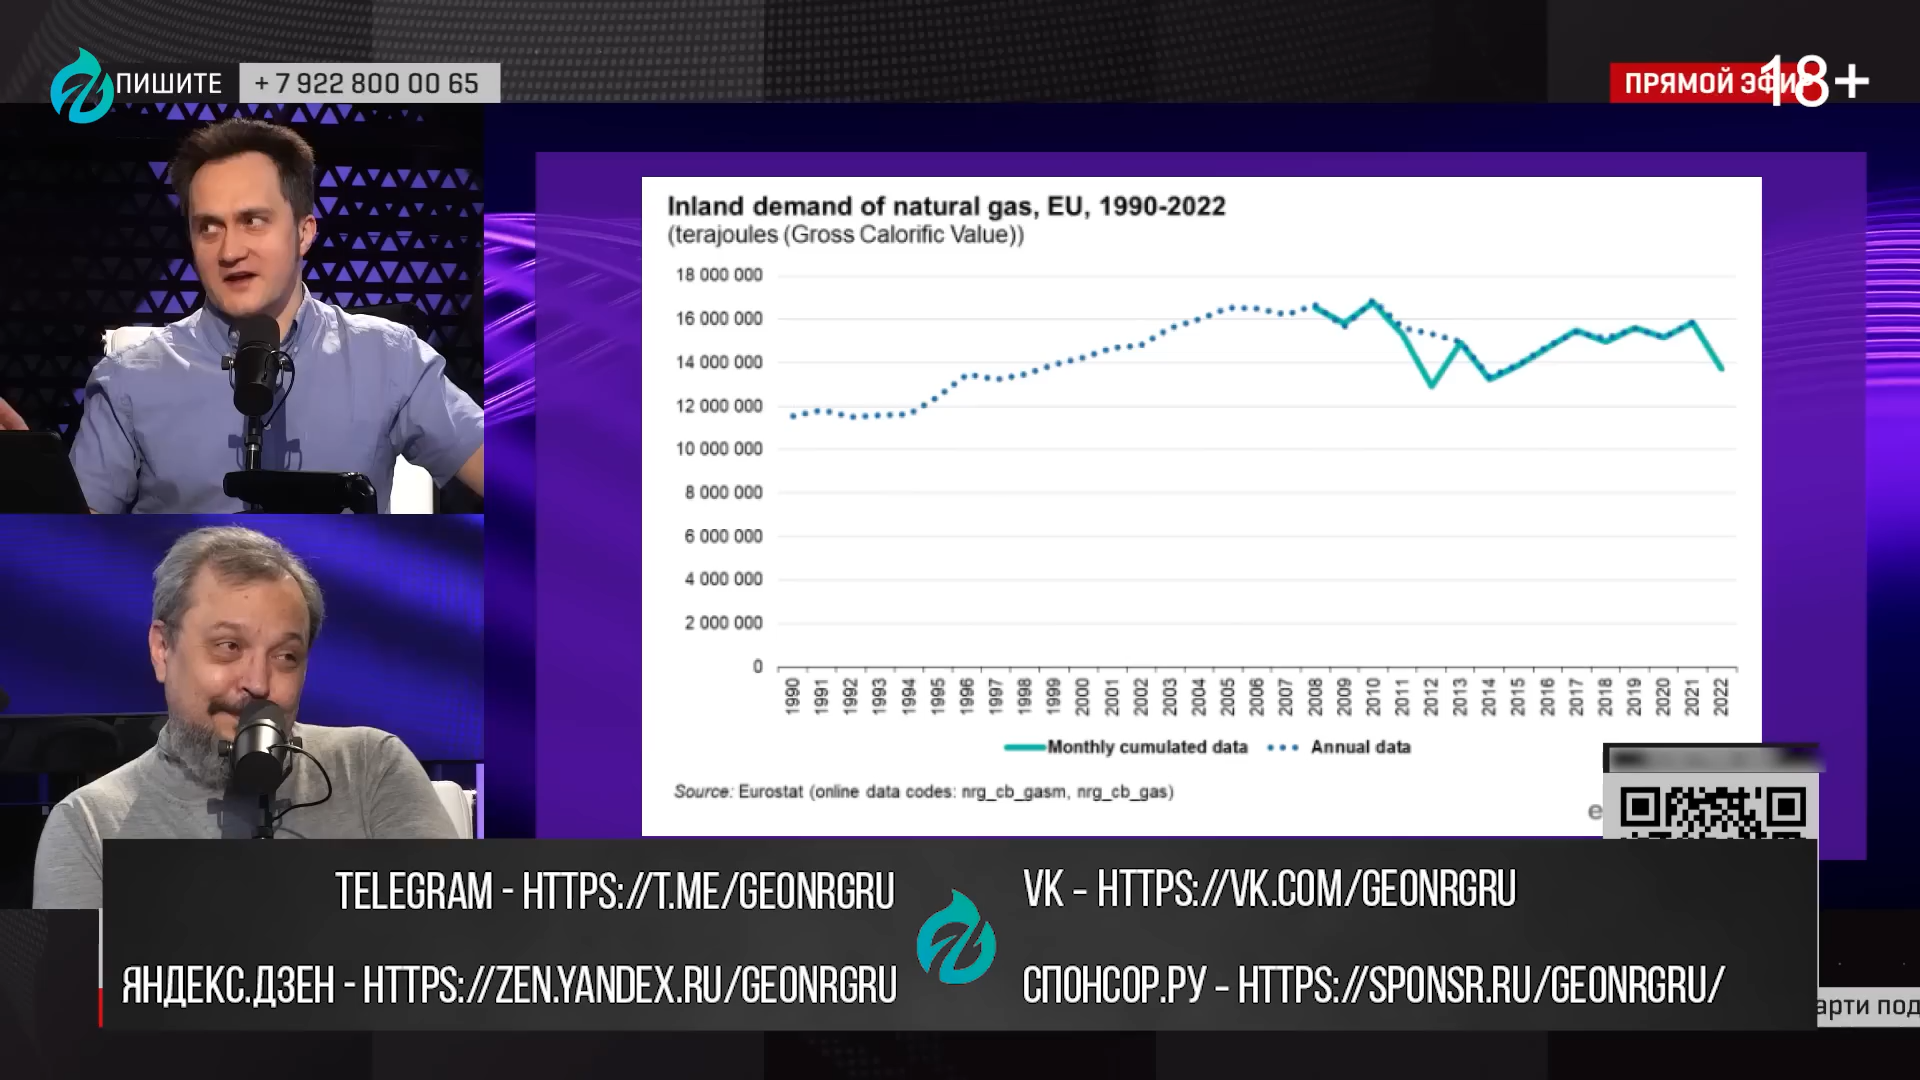 ПИШИТЕ
+ 7 922 800 00 65
ПРЯМОЙ ЭФИР
18+
Inland demand of natural gas, EU, 1990-2022
(terajoules (Gross Calorific Value))
18 000 000
16 000 000
14 000 000
12 000 000
10 000 000
8 000 000
6 000 000
4 000 000
2 000 000
0
1990 1991 1992 1993 1994 1995 1996 1997 1998 1999 2000 2001 2002 2003 2004 2005 2006 2007 2008 2009 2010 2011 2012 2013 2014 2015 2016 2017 2018 2019 2020 2021 2022
Monthly cumulated data Annual data
Source: Eurostat (online data codes: nrg_cb_gasm, nrg_cb_gas)
e
TELEGRAM - HTTPS://T.ME/GEONRGRU
VK - HTTPS://VK.COM/GEONRGRU
ЯНДЕКС.ДЗЕН - HTTPS://ZEN.YANDEX.RU/GEONRGRU
СПОНСОР.РУ - HTTPS://SPONSR.RU/GEONRGRU/
арти под